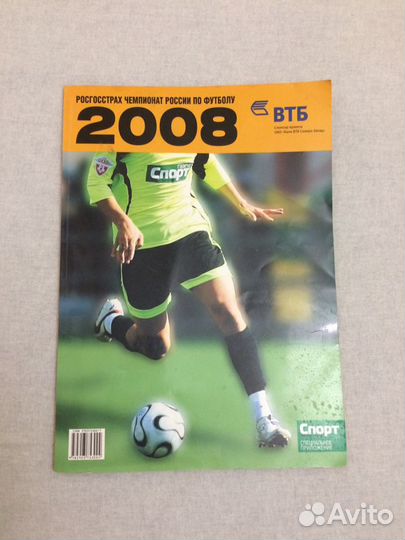 РОСГОССТРАХ ЧЕМПИОНАТ РОССИИ ПО ФУТБОЛУ
2008
ВТБ
Спорт
Спорт
СПЕЦИАЛЬНОЕ
ПРИЛОЖЕНИЕ
Avito